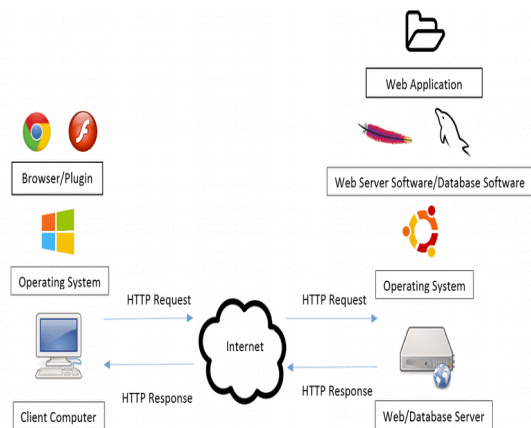 Web Application
Browser/Plugin
Web Server Software/Database Software
Operating System
Operating System
HTTP Request
HTTP Request
Internet
HTTP Response
HTTP Response
Client Computer
Web/Database Server